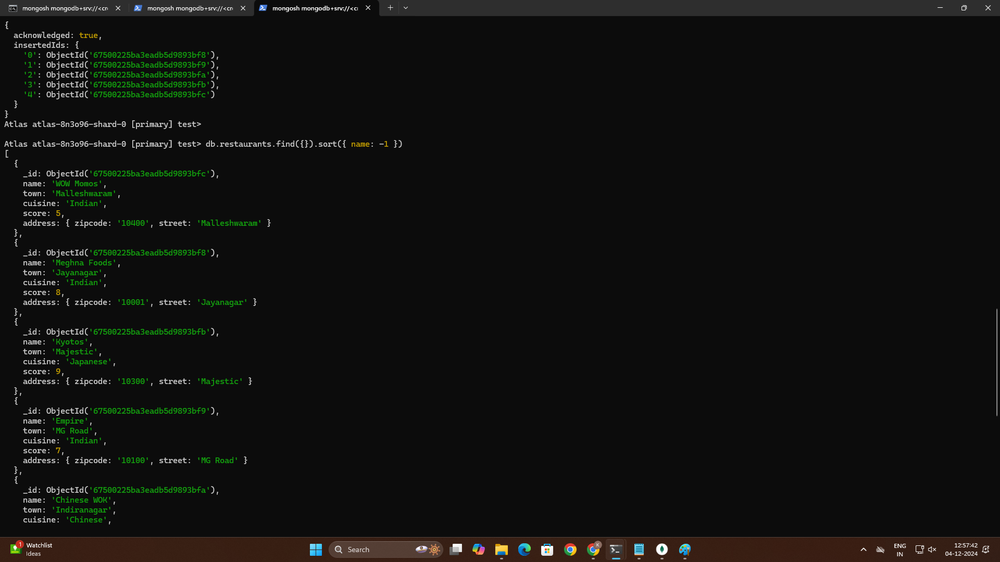 mongosh mongodb+srv://<cr
mongosh mongodb+srv://<cr
mongosh mongodb+srv://<cr
{
  acknowledged: true,
  insertedIds: {
    '0': ObjectId('67500225ba3eadb5d9893bf8'),
    '1': ObjectId('67500225ba3eadb5d9893bf9'),
    '2': ObjectId('67500225ba3eadb5d9893bfa'),
    '3': ObjectId('67500225ba3eadb5d9893bfb'),
    '4': ObjectId('67500225ba3eadb5d9893bfc')
  }
}
Atlas atlas-8n3o96-shard-0 [primary] test>
Atlas atlas-8n3o96-shard-0 [primary] test> db.restaurants.find({}).sort({ name: -1 })
[
  {
    _id: ObjectId('67500225ba3eadb5d9893bfc'),
    name: 'WOW Momos',
    town: 'Malleshwaram',
    cuisine: 'Indian',
    score: 5,
    address: { zipcode: '10400', street: 'Malleshwaram' }
  },
  {
    _id: ObjectId('67500225ba3eadb5d9893bf8'),
    name: 'Meghna Foods',
    town: 'Jayanagar',
    cuisine: 'Indian',
    score: 8,
    address: { zipcode: '10001', street: 'Jayanagar' }
  },
  {
    _id: ObjectId('67500225ba3eadb5d9893bfb'),
    name: 'Kyotos',
    town: 'Majestic',
    cuisine: 'Japanese',
    score: 9,
    address: { zipcode: '10300', street: 'Majestic' }
  },
  {
    _id: ObjectId('67500225ba3eadb5d9893bf9'),
    name: 'Empire',
    town: 'MG Road',
    cuisine: 'Indian',
    score: 7,
    address: { zipcode: '10100', street: 'MG Road' }
  },
  {
    _id: ObjectId('67500225ba3eadb5d9893bfa'),
    name: 'Chinese WOK',
    town: 'Indiranagar',
    cuisine: 'Chinese',
1
Watchlist
Ideas
Search
K
ENG
IN
12:57:42
04-12-2024